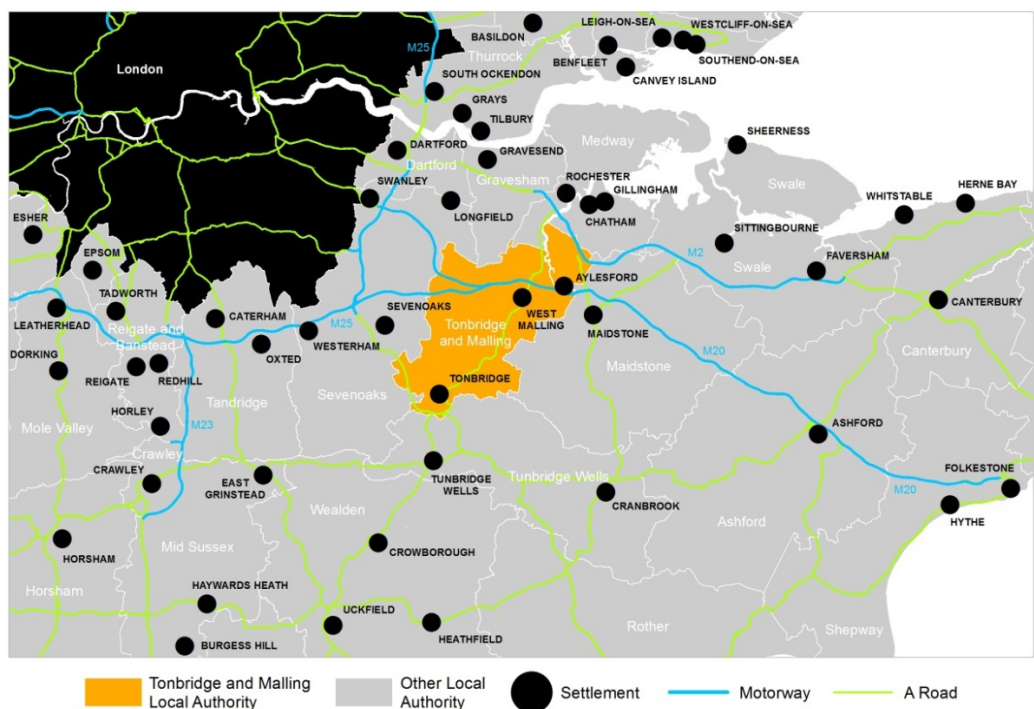 BASILDON
LEIGH-ON-SEA
WESTCLIFF-ON-SEA
M25
Thurrock
BENFLEET
SOUTHEND-ON-SEA
London
SOUTH OCKENDON
CANVEY ISLAND
GRAYS
TILBURY
Medway
SHEERNESS
DARTFORD
Dartford
GRAVESEND
Gravesham
ROCHESTER
GILLINGHAM
Swale
SWANLEY
LONGFIELD
CHATHAM
WHITSTABLE
HERNE BAY
ESHER
SITTINGBOURNE
EPSOM
M2
Swale
FAVERSHAM
TADWORTH
AYLESFORD
CANTERBURY
LEATHERHEAD
Reigate and
Banstead
CATERHAM
M25
SEVENOAKS
WEST
MALLING
MAIDSTONE
WESTERHAM
Tonbridge
and Malling
OXTED
DORKING
REIGATE
REDHILL
M20
Canterbury
Maidstone
TONBRIDGE
Sevenoaks
Tandridge
HORLEY
Mole Valley
M23
Crawley
ASHFORD
CRAWLEY
EAST
GRINSTEAD
TUNBRIDGE
WELLS
Tunbridge Wells
FOLKESTONE
M20
Wealden
CRANBROOK
HYTHE
Ashford
HORSHAM
Mid Sussex
CROWBOROUGH
Horsham
HAYWARDS HEATH
UCKFIELD
HEATHFIELD
Rother
Shepway
BURGESS HILL
Tonbridge and Malling
Local Authority
Other Local
Authority
Settlement
Motorway
A Road